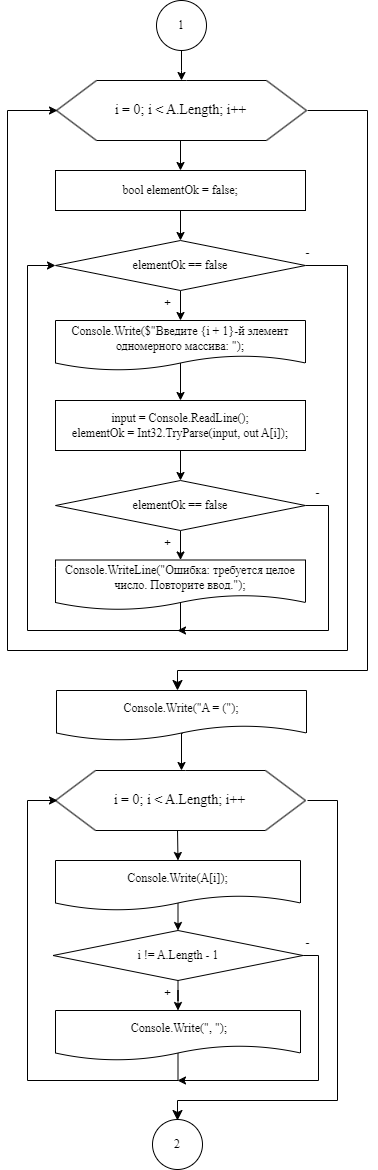 1
i = 0; i < A.Length; i++
bool elementOk = false;
elementOk == false
-
+
Console.Write($"Введите {i + 1}-й элемент
одномерного массива: ");
input = Console.ReadLine();
elementOk = Int32.TryParse(input, out A[i]);
elementOk == false
-
+
Console.WriteLine("Ошибка: требуется целое
число. Повторите ввод.");
Console.Write("A = (");
i = 0; i < A.Length; i++
Console.Write(A[i]);
i != A.Length - 1
-
+
Console.Write(", ");
2